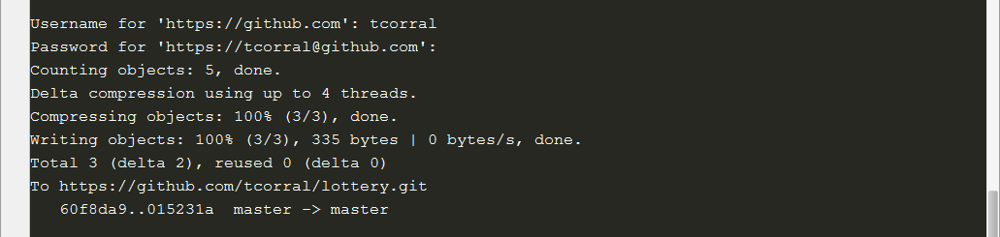 Username for 'https://github.com': tcorral
Password for 'https://tcorral@github.com':
Counting objects: 5, done.
Delta compression using up to 4 threads.
Compressing objects: 100% (3/3), done.
Writing objects: 100% (3/3), 335 bytes | 0 bytes/s, done.
Total 3 (delta 2), reused 0 (delta 0)
To https://github.com/tcorral/lottery.git
   60f8da9..015231a  master -> master